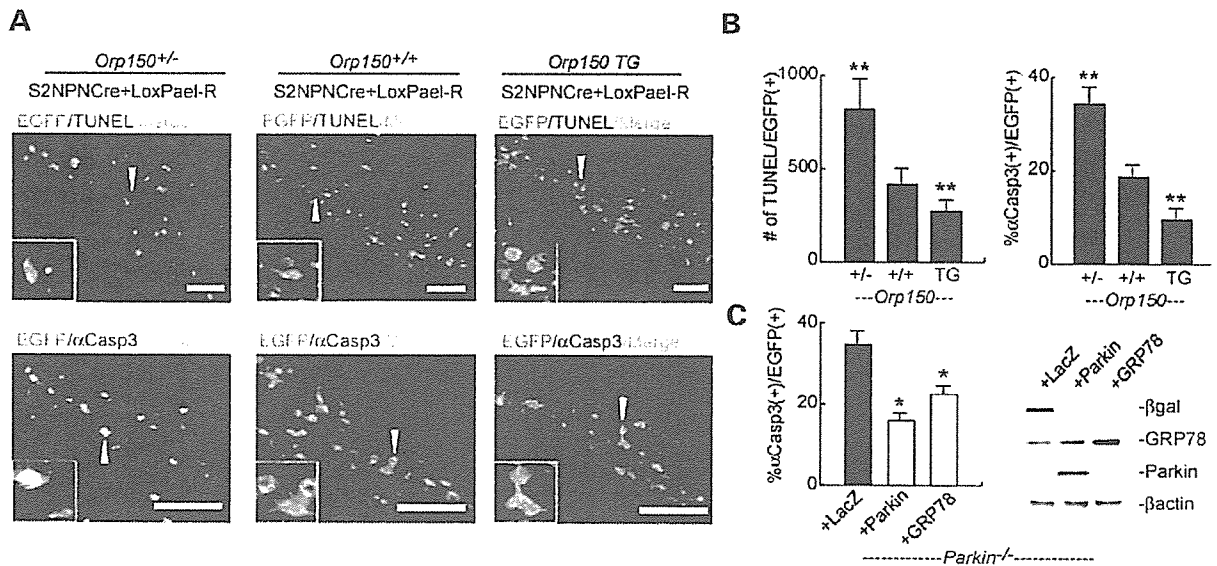 A
Orp150+/-
S2NPNCre+LoxPael-R
EGFP/TUNEL
Orp150+/+
S2NPNCre+LoxPael-R
EGFP/TUNEL
Orp150 TG
S2NPNCre+LoxPael-R
EGFP/TUNEL/Merge
EGFP/αCasp3
EGFP/αCasp3
EGFP/αCasp3/Merge
B
# of TUNEL/EGFP(+)
1000
500
0
**
**
+/- +/+ TG
---Orp150---
%αCasp3(+)/EGFP(+)
40
20
0
**
**
+/- +/+ TG
---Orp150---
C
%αCasp3(+)/EGFP(+)
40
20
0
*
*
+LacZ
+Parkin
+GRP78
+LacZ
+Parkin
+GRP78
-βgal
-GRP78
-Parkin
-βactin
------------Parkin-/-------------